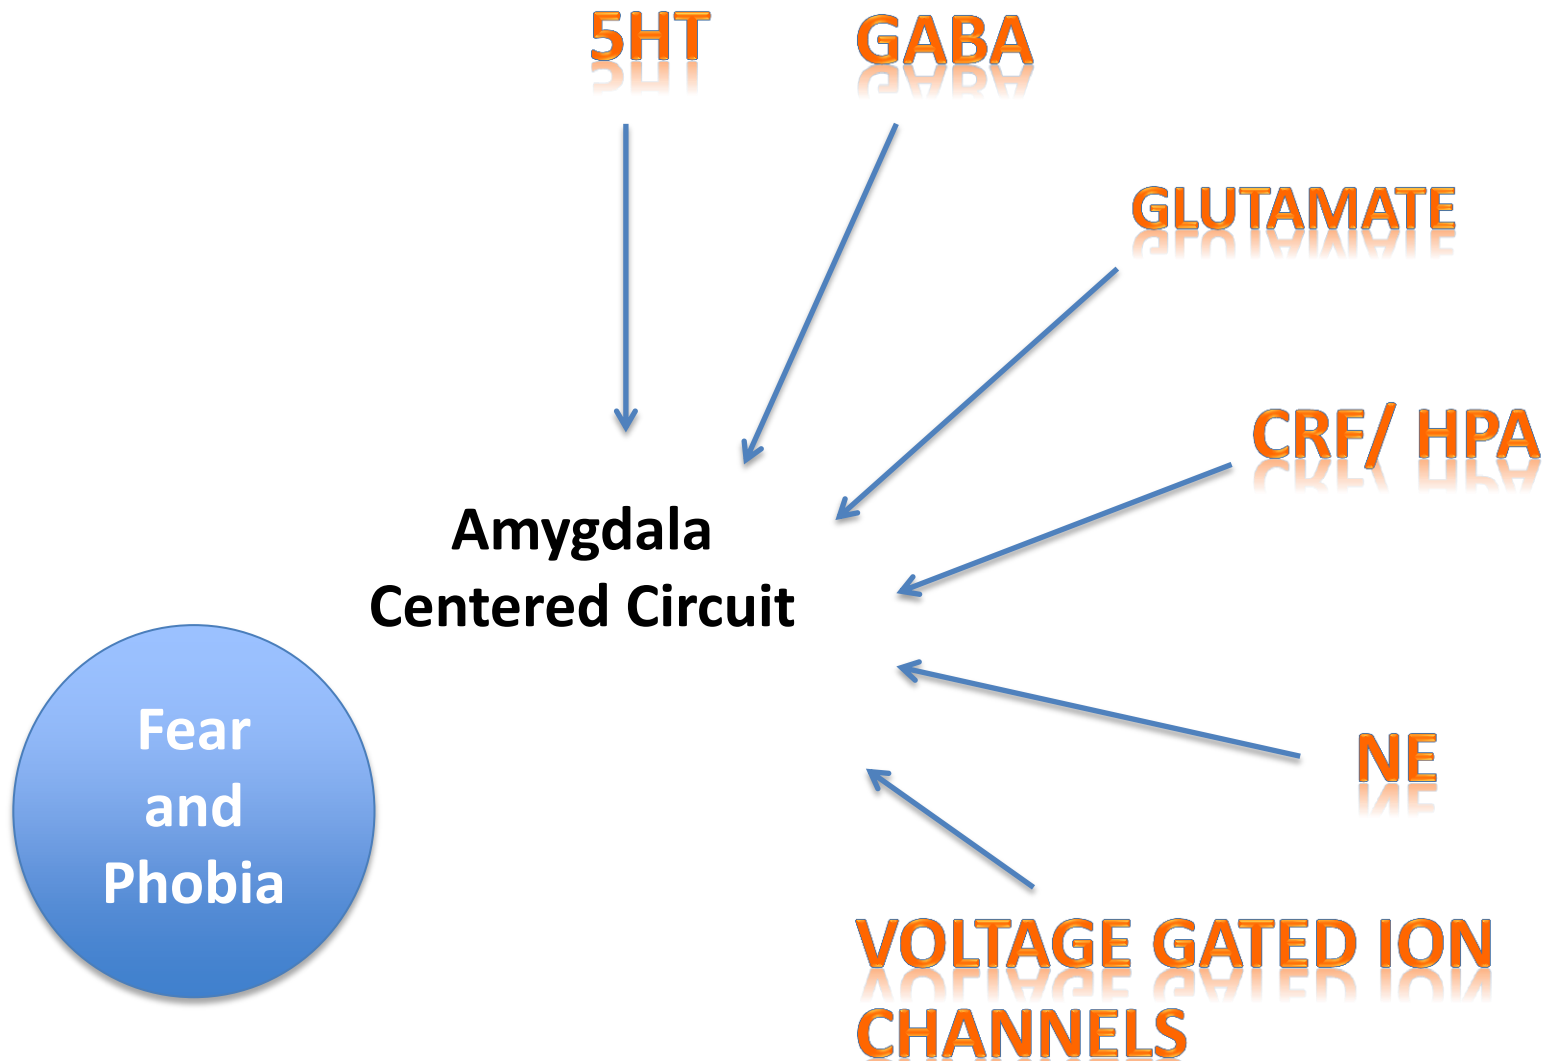 5HT
GABA
GLUTAMATE
CRF/ HPA
Amygdala
Centered Circuit
Fear
and
Phobia
NE
VOLTAGE GATED ION
CHANNELS